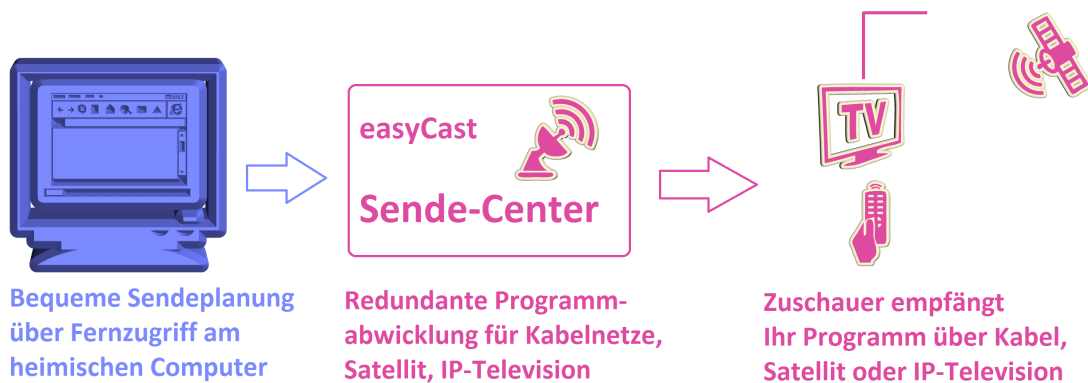 easyCast
Sende-Center
TV
Bequeme Sendeplanung
über Fernzugriff am
heimischen Computer
Redundante Programm-
abwicklung für Kabelnetze,
Satellit, IP-Television
Zuschauer empfängt
Ihr Programm über Kabel,
Satellit oder IP-Television